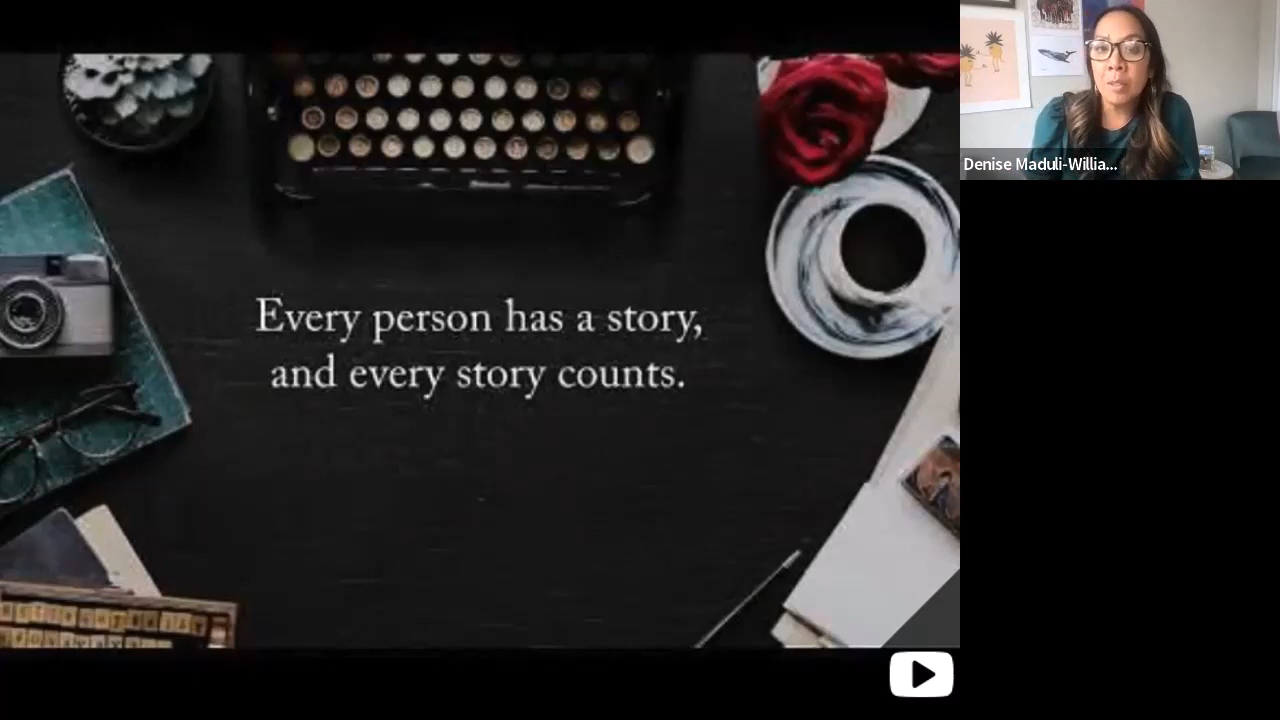 Every person has a story,
and every story counts.
Denise Maduli-Willia...